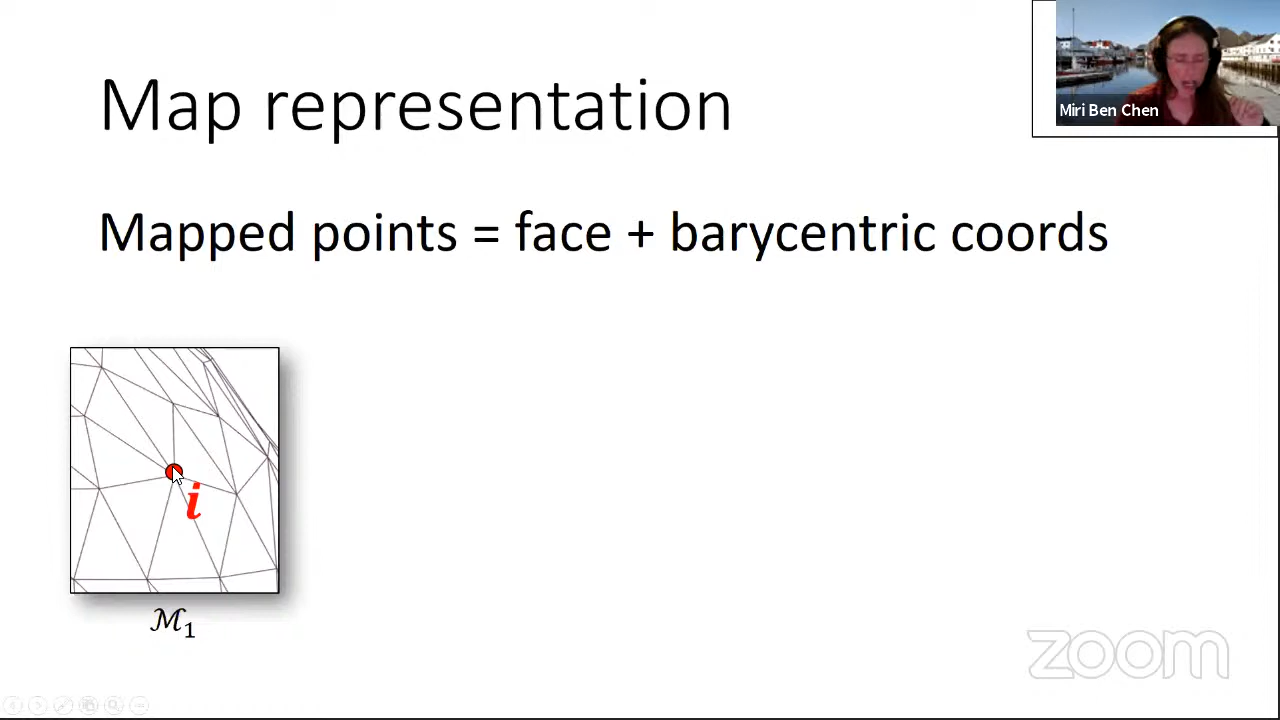 Map representation
Miri Ben Chen
Mapped points = face + barycentric coords
i
ℳ₁
zoom